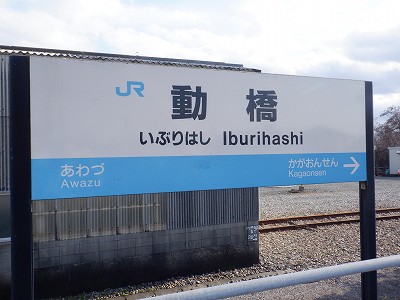 JR
動橋
いぶりはし Iburihashi
あわづ
Awazu
かがおんせん
Kagaonsen